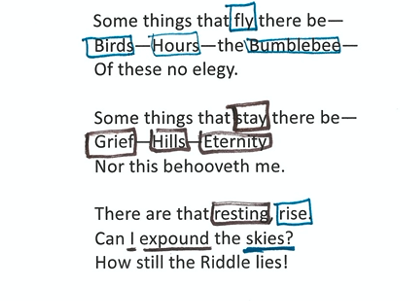 Some things that fly there be—
Birds—Hours—the Bumblebee—
Of these no elegy.
Some things that stay there be—
Grief—Hills—Eternity
Nor this behooveth me.
There are that resting, rise.
Can I expound the skies?
How still the Riddle lies!